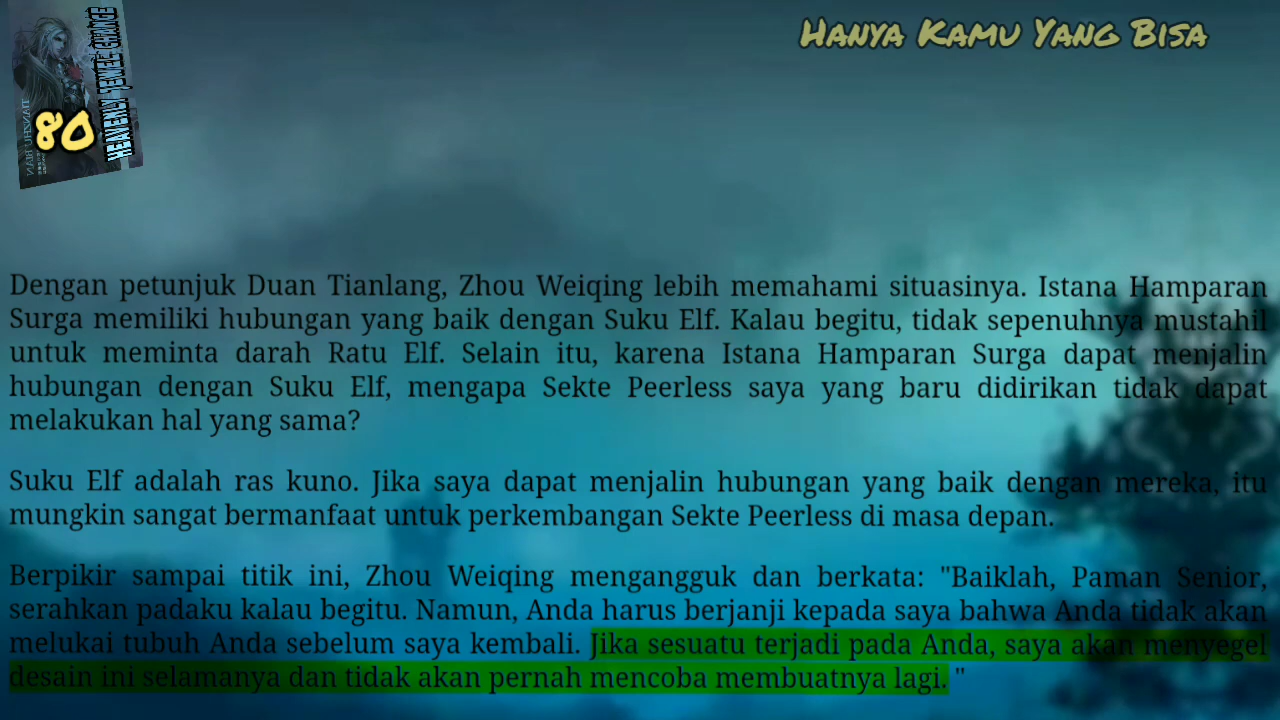 Hanya Kamu Yang Bisa
HEAVENLY JEWEL CHANGE
80
Dengan petunjuk Duan Tianlang, Zhou Weiqing lebih memahami situasinya. Istana Hamparan
Surga memiliki hubungan yang baik dengan Suku Elf. Kalau begitu, tidak sepenuhnya mustahil
untuk meminta darah Ratu Elf. Selain itu, karena Istana Hamparan Surga dapat menjalin
hubungan dengan Suku Elf, mengapa Sekte Peerless saya yang baru didirikan tidak dapat
melakukan hal yang sama?
Suku Elf adalah ras kuno. Jika saya dapat menjalin hubungan yang baik dengan mereka, itu
mungkin sangat bermanfaat untuk perkembangan Sekte Peerless di masa depan.
Berpikir sampai titik ini, Zhou Weiqing mengangguk dan berkata: "Baiklah, Paman Senior,
serahkan padaku kalau begitu. Namun, Anda harus berjanji kepada saya bahwa Anda tidak akan
melukai tubuh Anda sebelum saya kembali. Jika sesuatu terjadi pada Anda, saya akan menyegel
desain ini selamanya dan tidak akan pernah mencoba membuatnya lagi. "